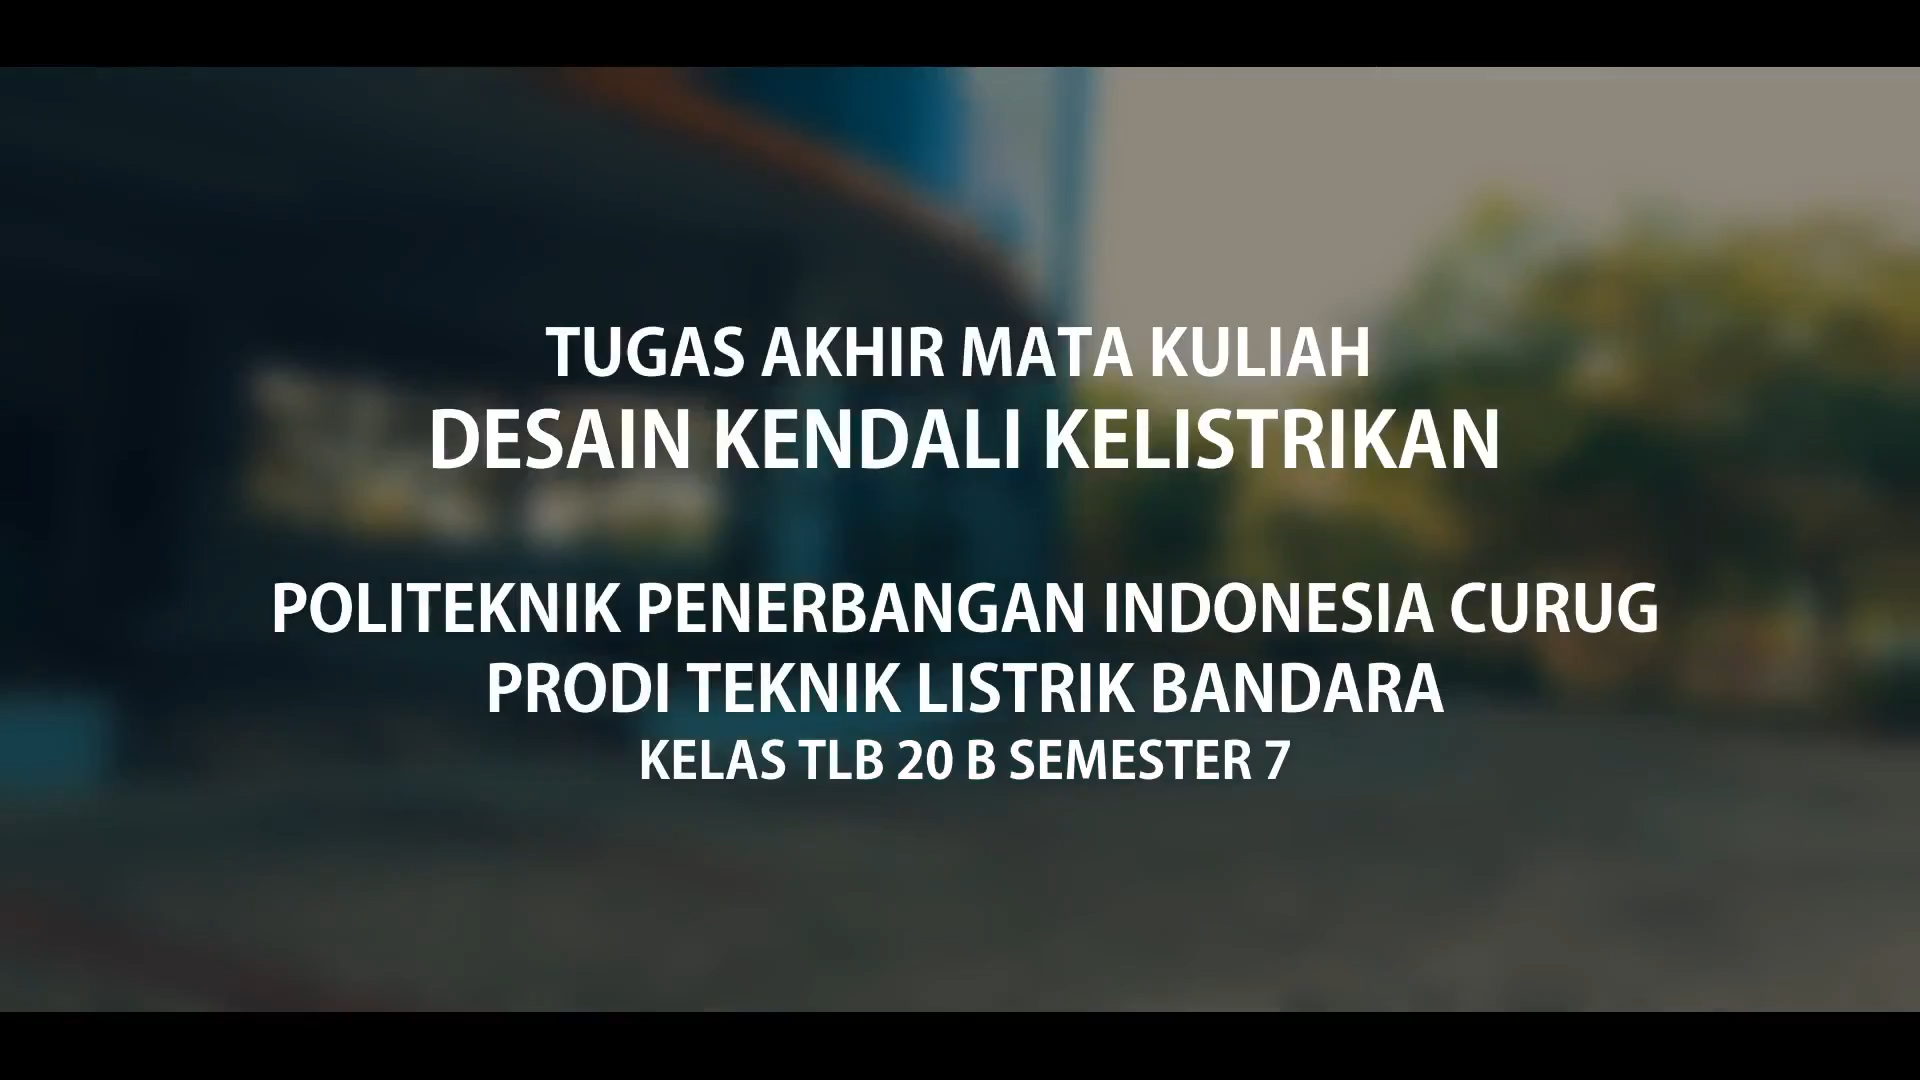 TUGAS AKHIR MATA KULIAH
DESAIN KENDALI KELISTRIKAN
POLITEKNIK PENERBANGAN INDONESIA CURUG
PRODI TEKNIK LISTRIK BANDARA
KELAS TLB 20 B SEMESTER 7